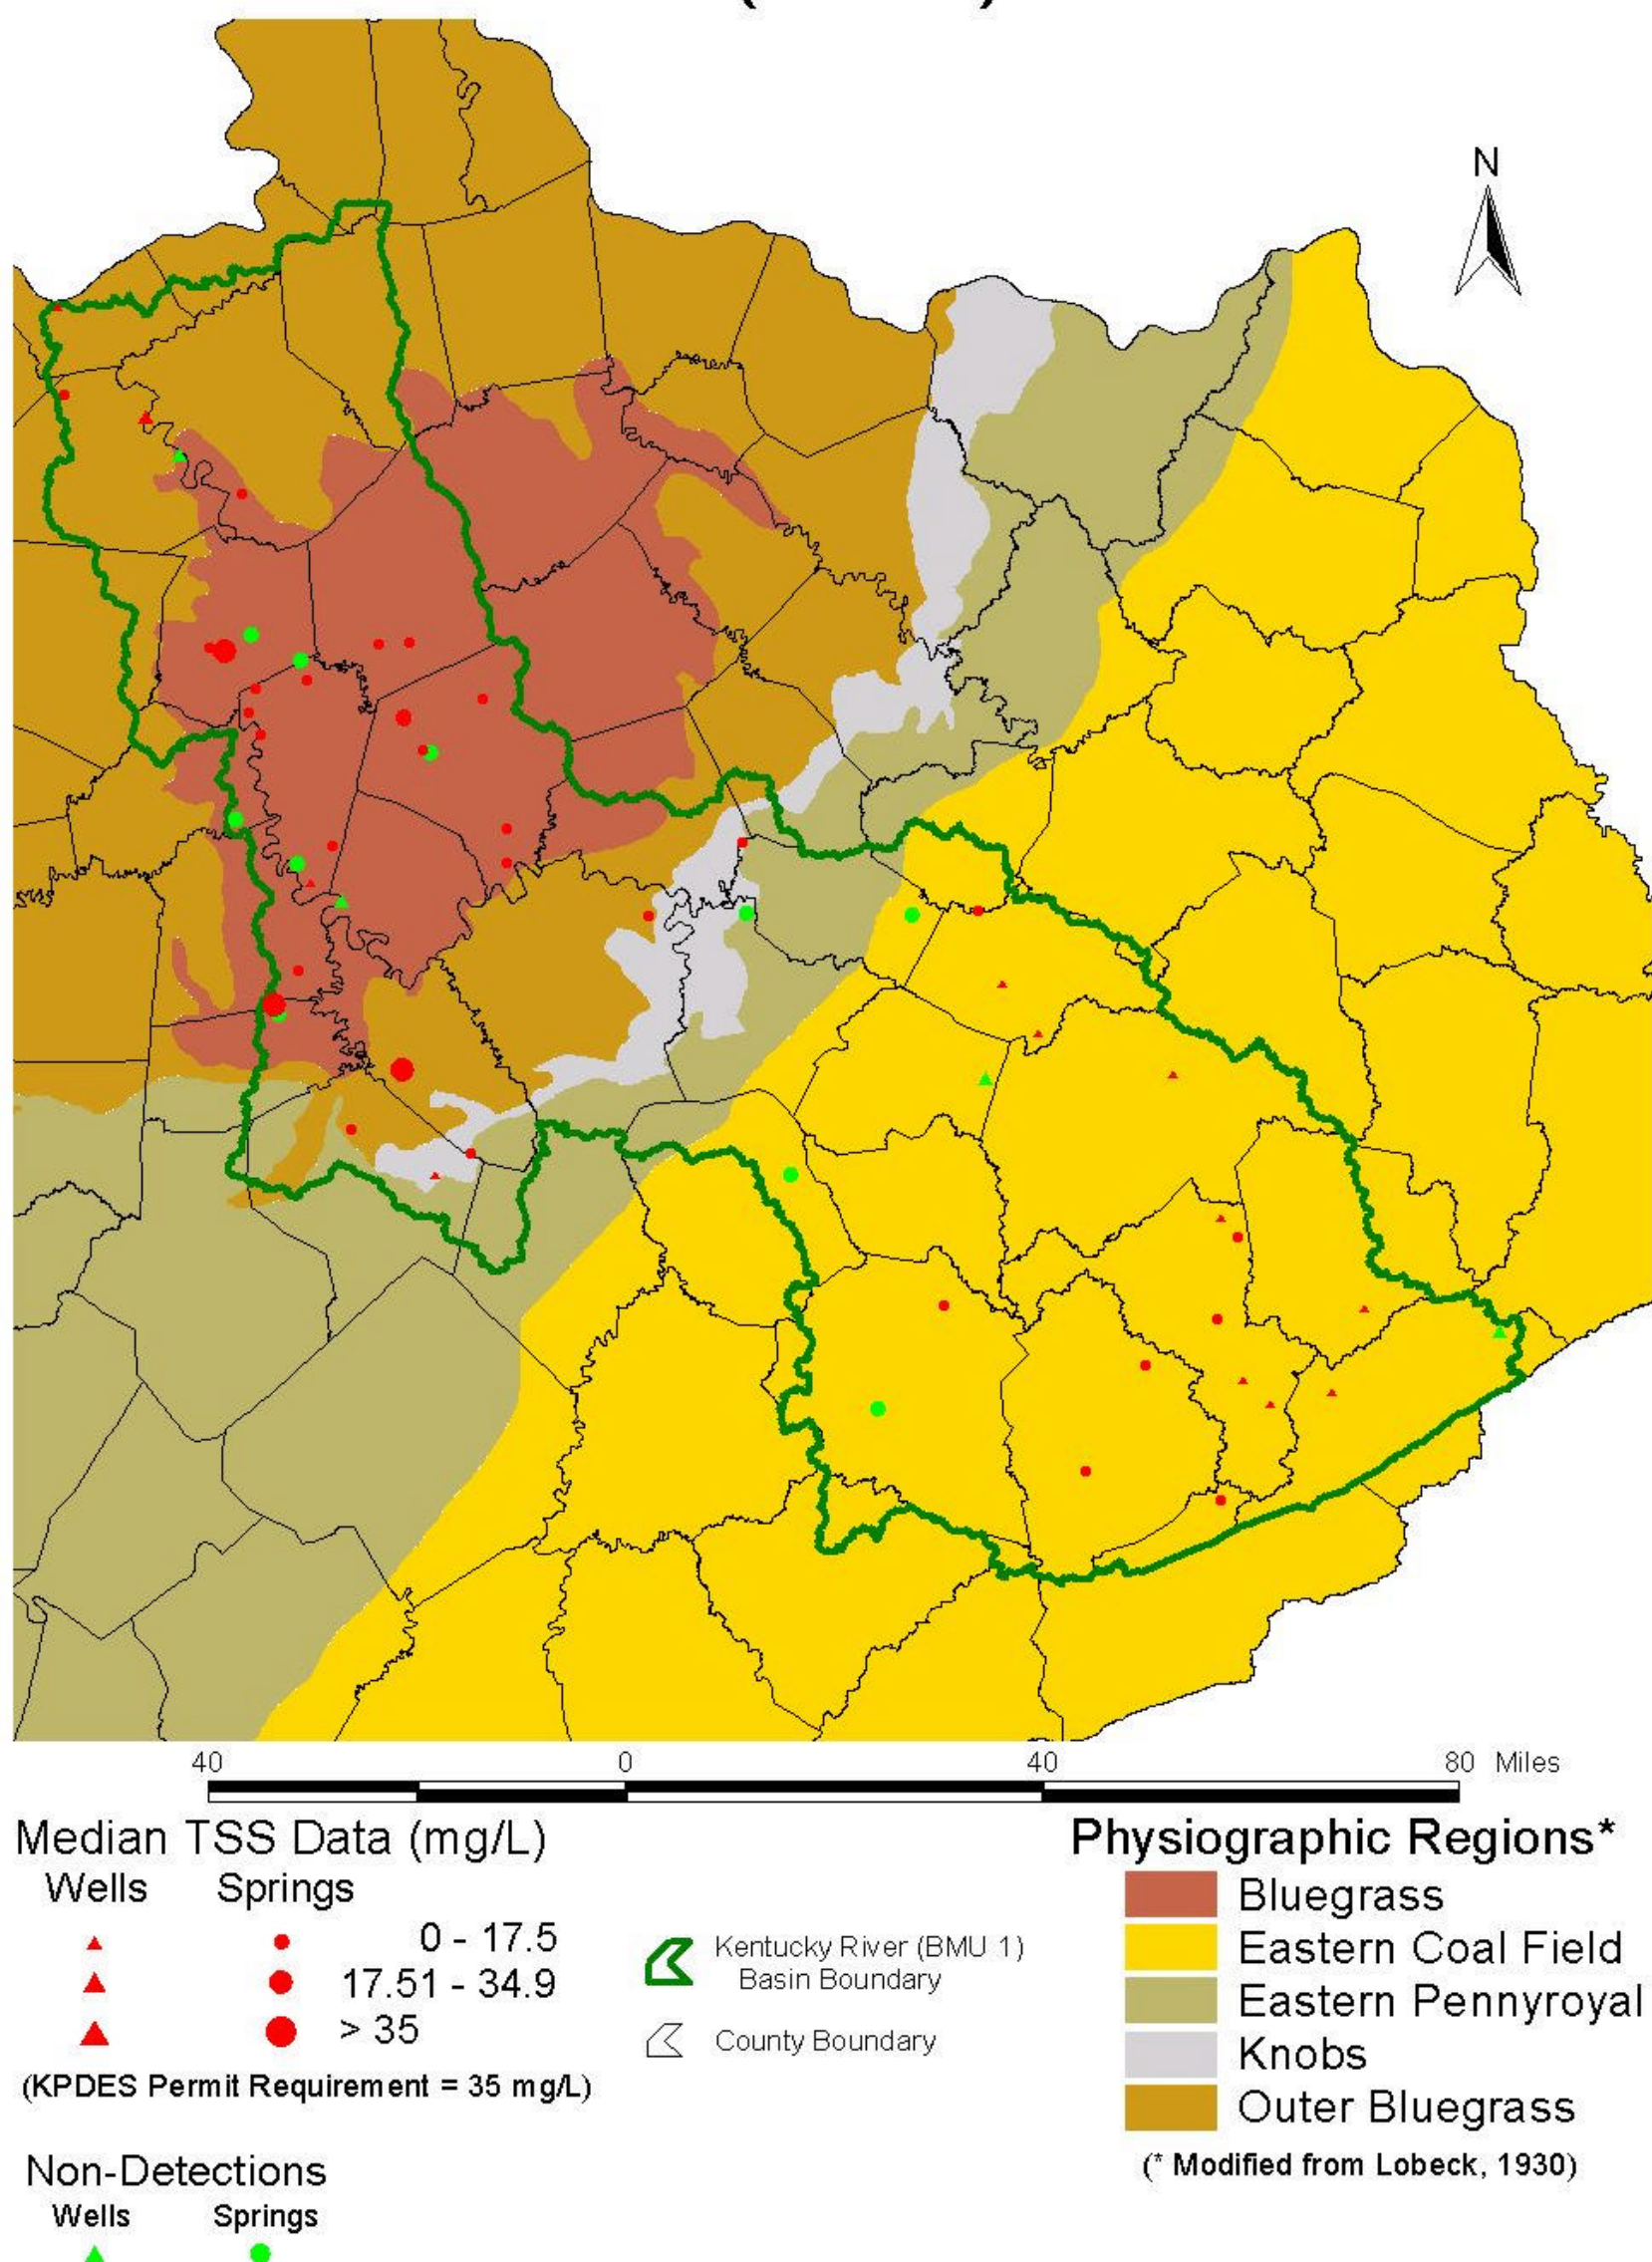 N
40 0 40 80 Miles
Median TSS Data (mg/L)
Wells Springs
0 - 17.5
17.51 - 34.9
> 35
(KPDES Permit Requirement = 35 mg/L)
Non-Detections
Wells Springs
Kentucky River (BMU 1)
Basin Boundary
County Boundary
Physiographic Regions*
Bluegrass
Eastern Coal Field
Eastern Pennyroyal
Knobs
Outer Bluegrass
(* Modified from Lobeck, 1930)